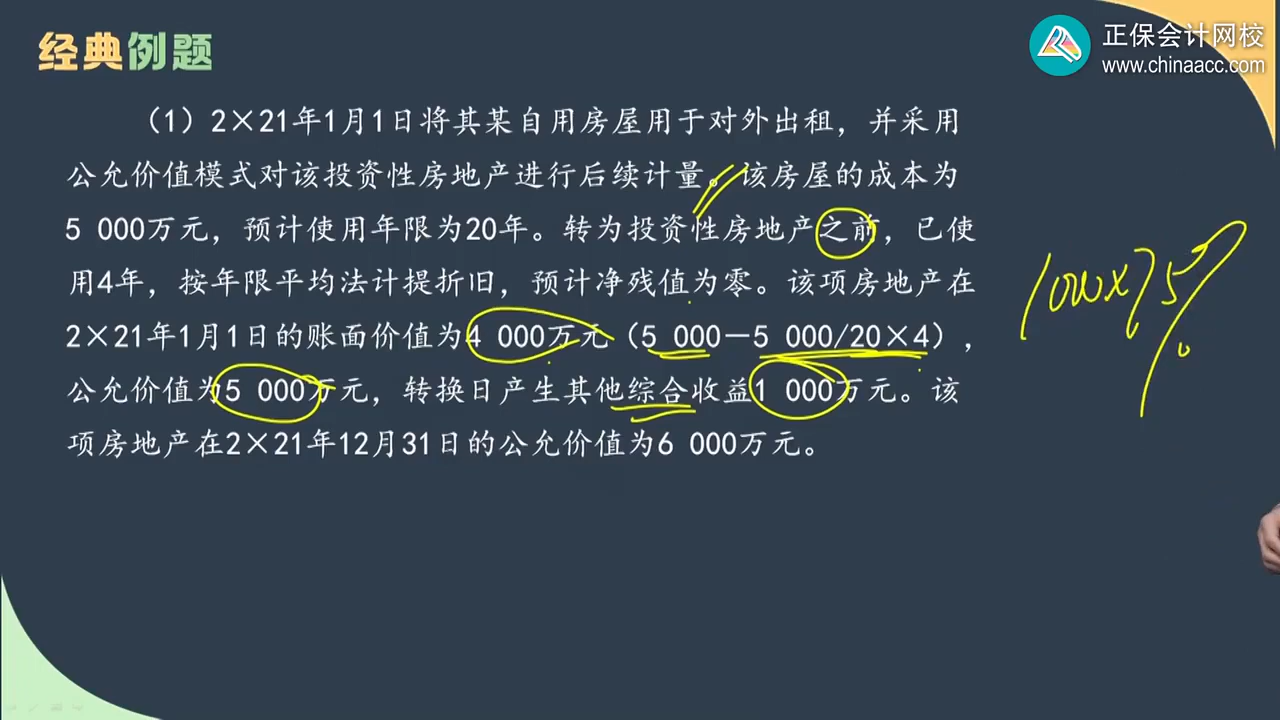 经典例题
正保会计网校
www.chinaacc.com
（1）2×21年1月1日将其某自用房屋用于对外出租，并采用
公允价值模式对该投资性房地产进行后续计量。该房屋的成本为
5 000万元，预计使用年限为20年。转为投资性房地产之前，已使
用4年，按年限平均法计提折旧，预计净残值为零。该项房地产在
2×21年1月1日的账面价值为4 000万元（5 000－5 000/20×4），
公允价值为5 000万元，转换日产生其他综合收益1 000万元。该
项房地产在2×21年12月31日的公允价值为6 000万元。
1000×75%